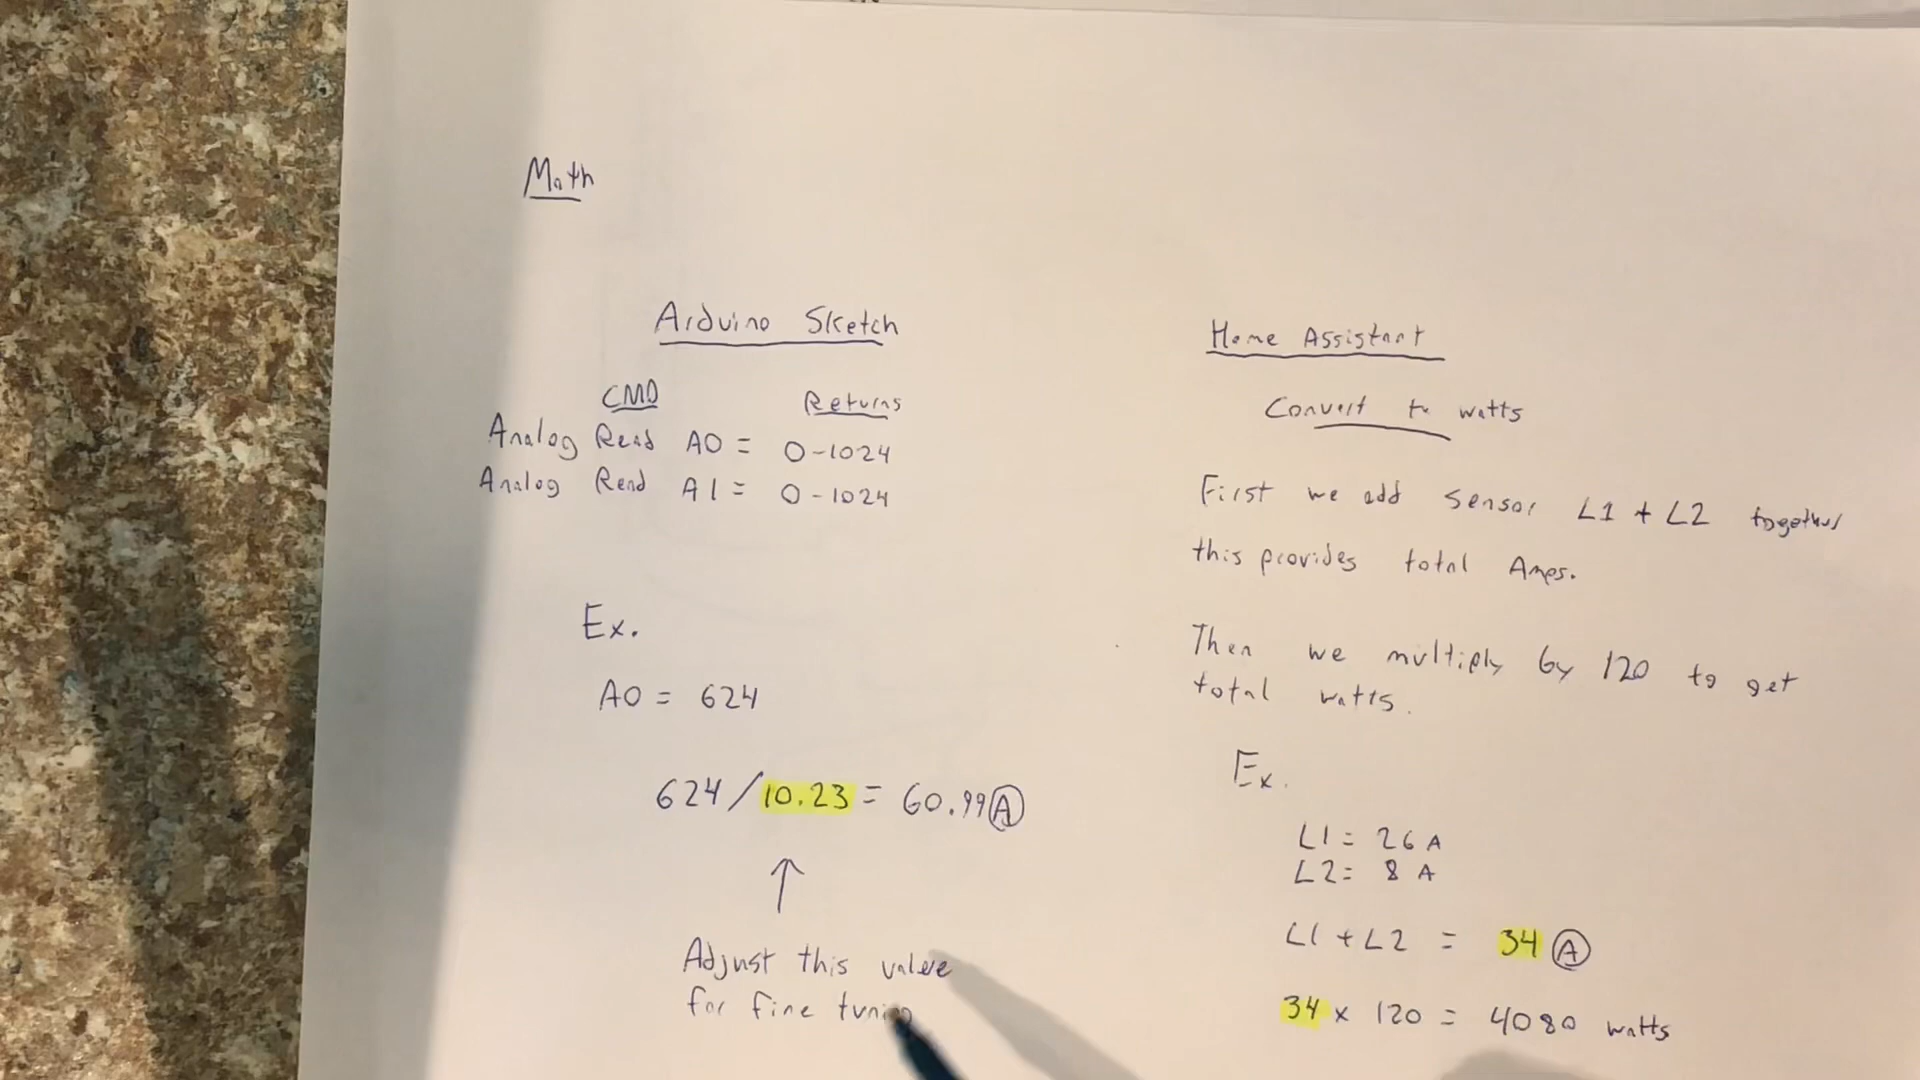 Math
Arduino Sketch
CMD Returns
Analog Read A0 = 0-1024
Analog Read A1 = 0-1024
Ex.
A0 = 624
624 / 10.23 = 60.99 A
↑
Adjust this value
for fine tuning
Home Assistant
Convert to watts
First we add sensor L1 + L2 together
this provides total Amps.
Then we multiply by 120 to get
total watts.
Ex.
L1 = 26 A
L2 = 8 A
L1 + L2 = 34 A
34 x 120 = 4080 watts